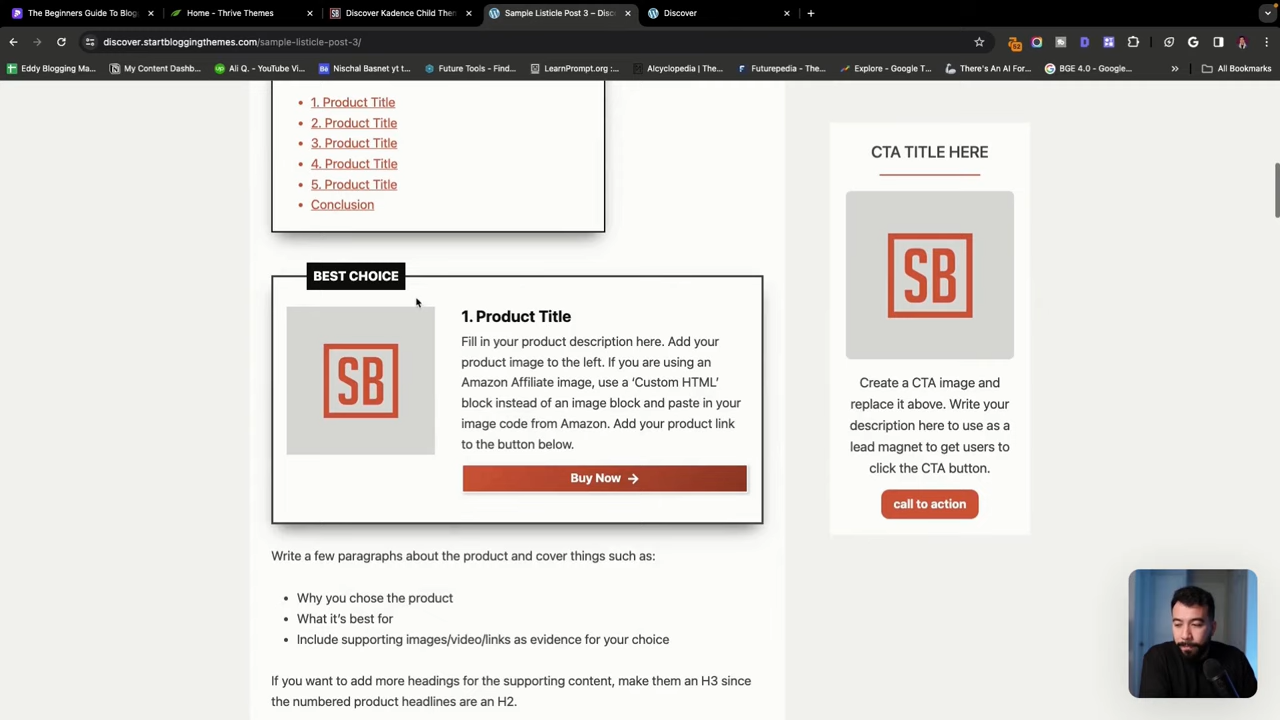 The Beginners Guide To Blog
Home - Thrive Themes
Discover Kadence Child Then
Sample Listicle Post 3 – Disco
Discover
discover.startbloggingthemes.com/sample-listicle-post-3/
Eddy Blogging Ma...
My Content Dashb...
Ali Q. - YouTube Vi...
Nischal Basnet yt t...
Future Tools - Find...
LearnPrompt.org :...
AIcyclopedia | The...
Futurepedia - The...
Explore - Google T...
There's An AI For...
BGE 4.0 - Google...
All Bookmarks
1. Product Title
2. Product Title
3. Product Title
4. Product Title
5. Product Title
Conclusion
BEST CHOICE
SB
1. Product Title
Fill in your product description here. Add your
product image to the left. If you are using an
Amazon Affiliate image, use a ‘Custom HTML’
block instead of an image block and paste in your
image code from Amazon. Add your product link
to the button below.
Buy Now →
Write a few paragraphs about the product and cover things such as:
Why you chose the product
What it’s best for
Include supporting images/video/links as evidence for your choice
If you want to add more headings for the supporting content, make them an H3 since
the numbered product headlines are an H2.
CTA TITLE HERE
SB
Create a CTA image and
replace it above. Write your
description here to use as a
lead magnet to get users to
click the CTA button.
call to action